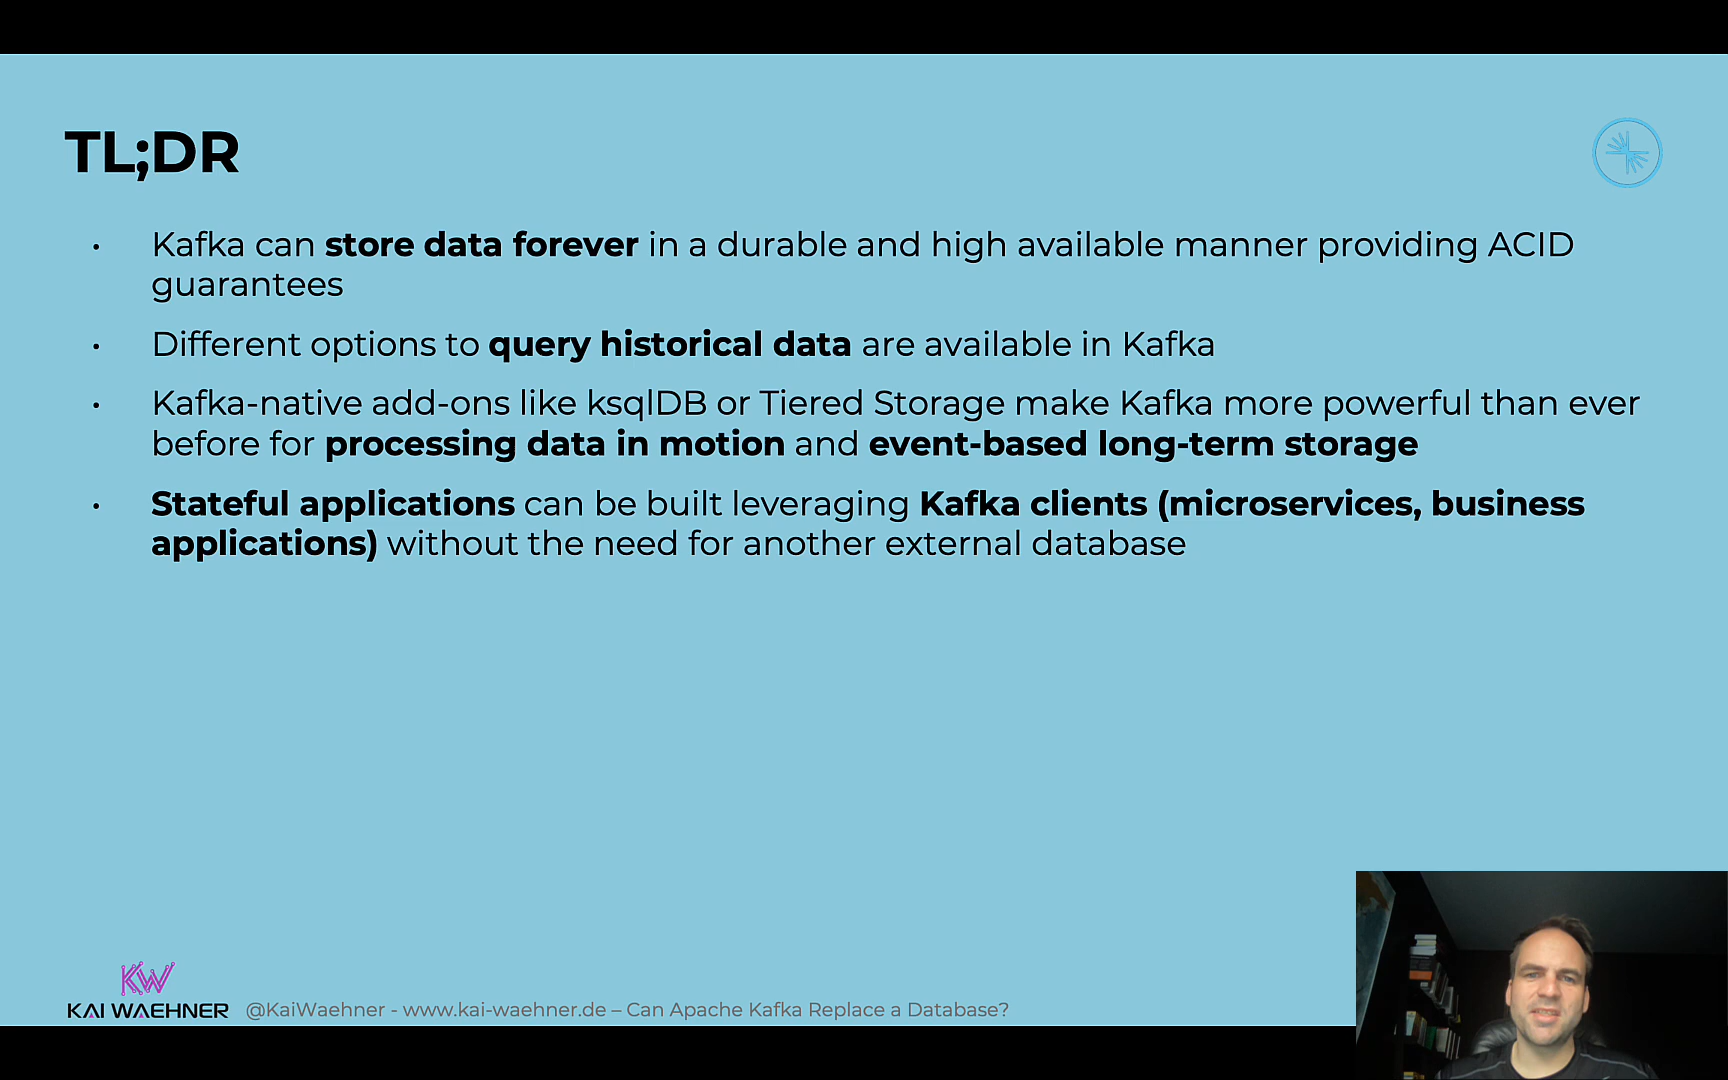 TL;DR
• Kafka can store data forever in a durable and high available manner providing ACID
guarantees
• Different options to query historical data are available in Kafka
• Kafka-native add-ons like ksqlDB or Tiered Storage make Kafka more powerful than ever
before for processing data in motion and event-based long-term storage
• Stateful applications can be built leveraging Kafka clients (microservices, business
applications) without the need for another external database
KW
KAI WAEHNER
@KaiWaehner - www.kai-waehner.de – Can Apache Kafka Replace a Database?